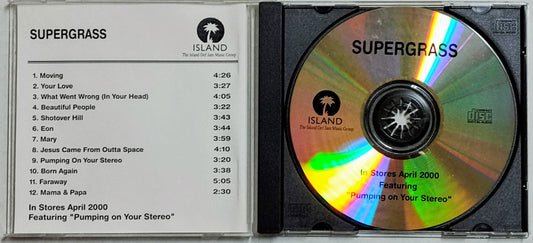 SUPERGRASS
ISLAND
The Island Def Jam Music Group
1. Moving 4:26
2. Your Love 3:27
3. What Went Wrong (In Your Head) 4:05
4. Beautiful People 3:22
5. Shotover Hill 3:43
6. Eon 3:44
7. Mary 3:59
8. Jesus Came From Outta Space 4:10
9. Pumping On Your Stereo 3:20
10. Born Again 3:38
11. Faraway 5:05
12. Mama & Papa 2:30
In Stores April 2000
Featuring "Pumping on Your Stereo"
SUPERGRASS
ISLAND
The Island Def Jam Music Group
disc
In Stores April 2000
Featuring
"Pumping on Your Stereo"